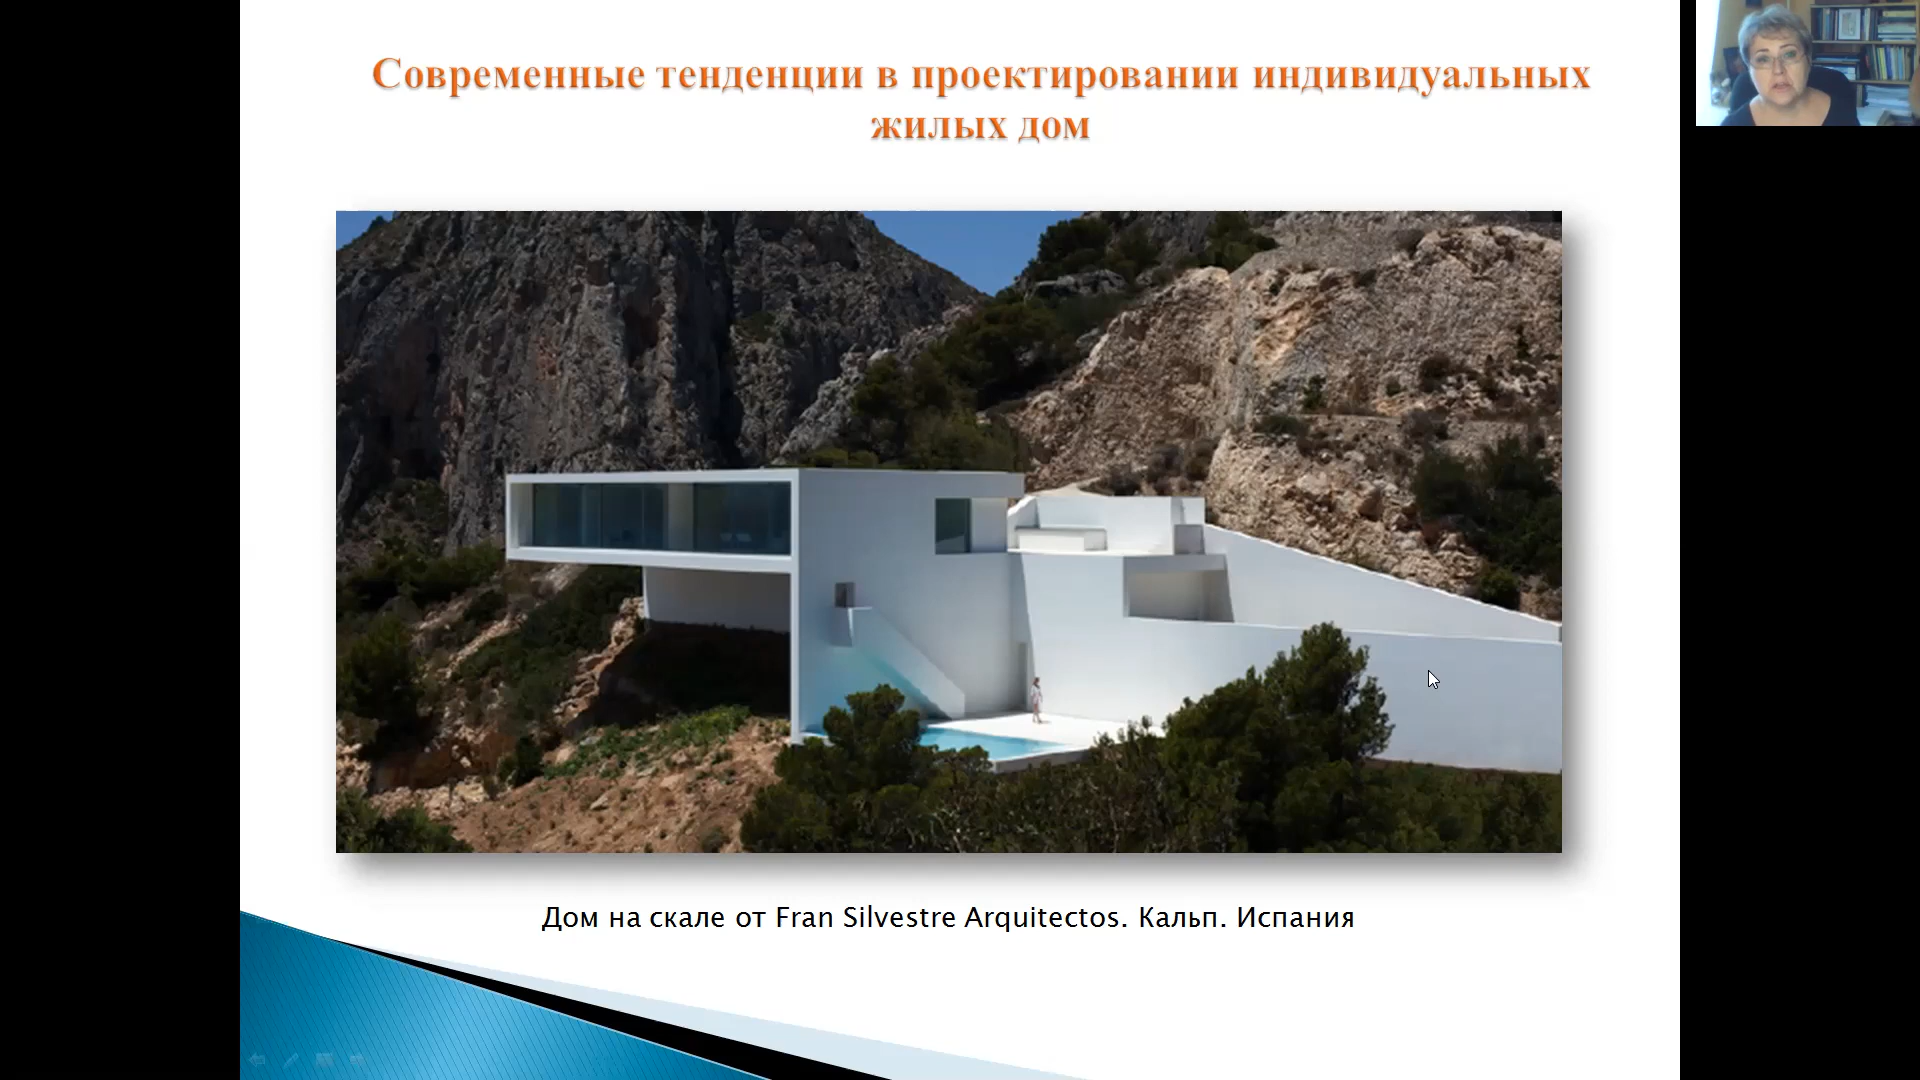 Современные тенденции в проектировании индивидуальных
жилых дом
Дом на скале от Fran Silvestre Arquitectos. Кальп. Испания